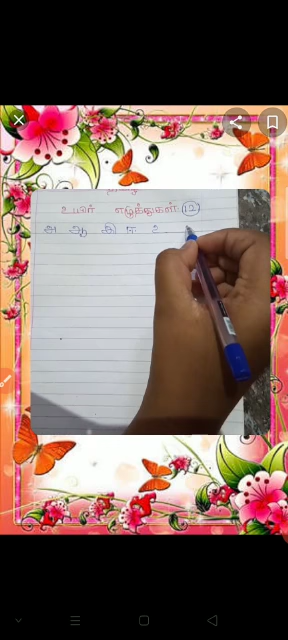 உயிர் எழுத்துகள் 12
அ ஆ இ ஈ உ